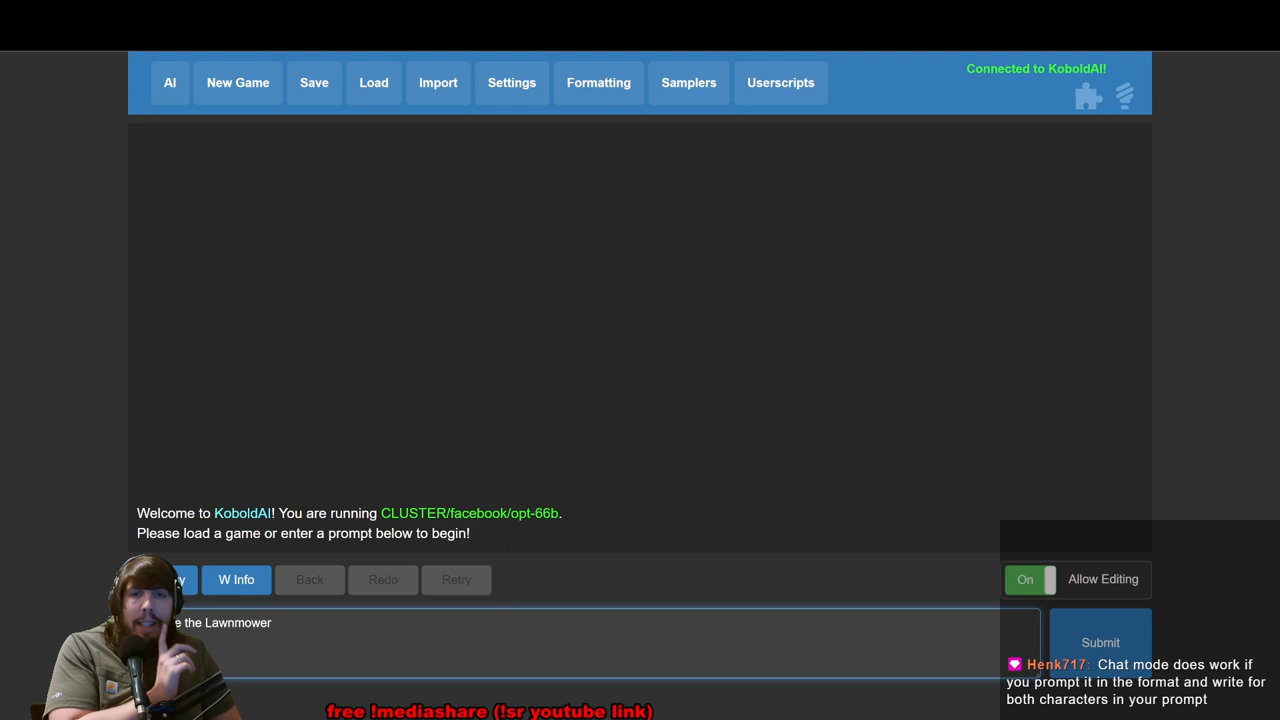 AI New Game Save Load Import Settings Formatting Samplers Userscripts
Connected to KoboldAI!
Welcome to KoboldAI! You are running CLUSTER/facebook/opt-66b.
Please load a game or enter a prompt below to begin!
W Info Back Redo Retry
On Allow Editing
the Lawnmower
Submit
Henk717: Chat mode does work if
you prompt it in the format and write for
both characters in your prompt
free !mediashare (!sr youtube link)